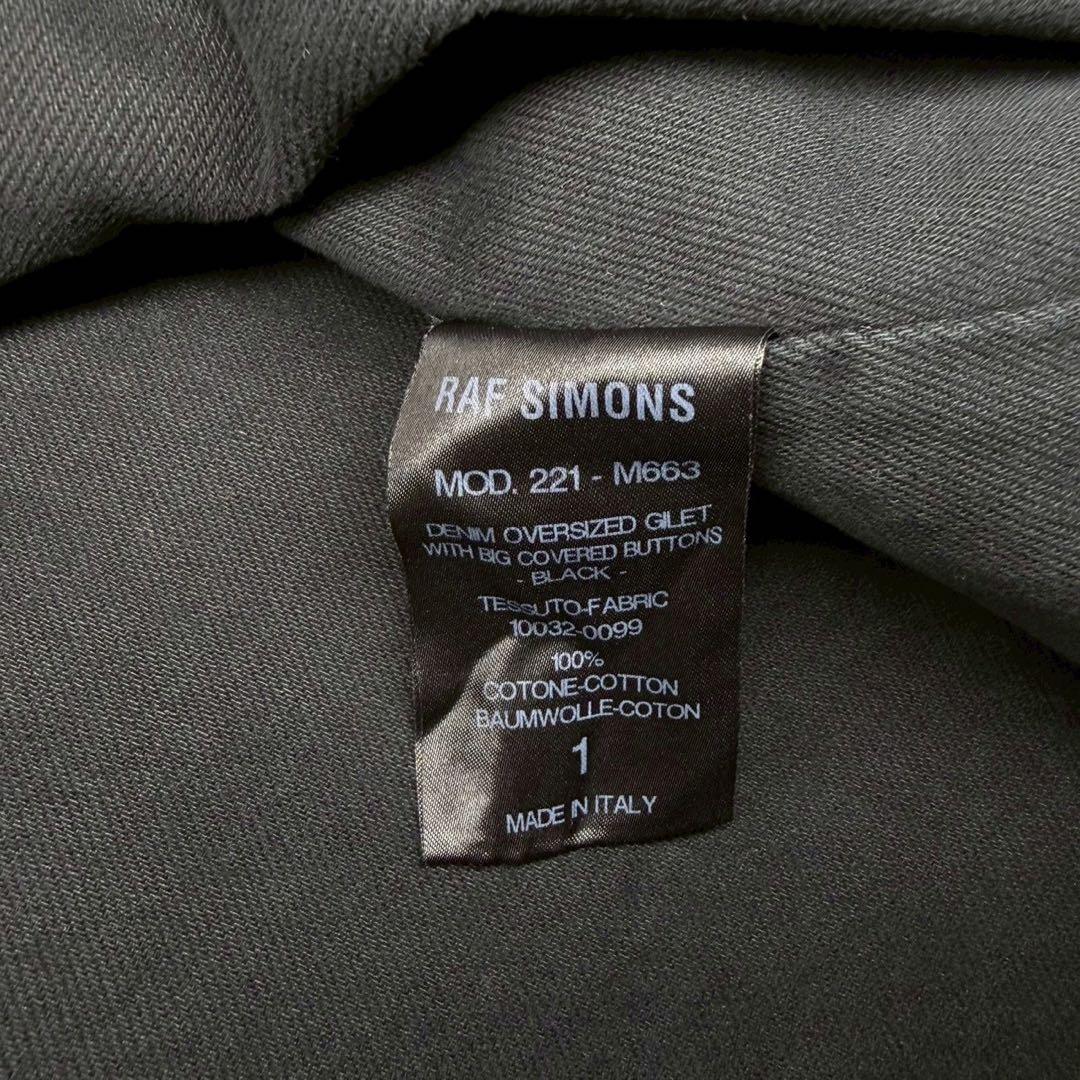 RAF SIMONS
MOD. 221 - M663
DENIM OVERSIZED GILET
WITH BIG COVERED BUTTONS
- BLACK -
TESSUTO-FABRIC
10032-0099
100%
COTONE-COTTON
BAUMWOLLE-COTON
1
MADE IN ITALY